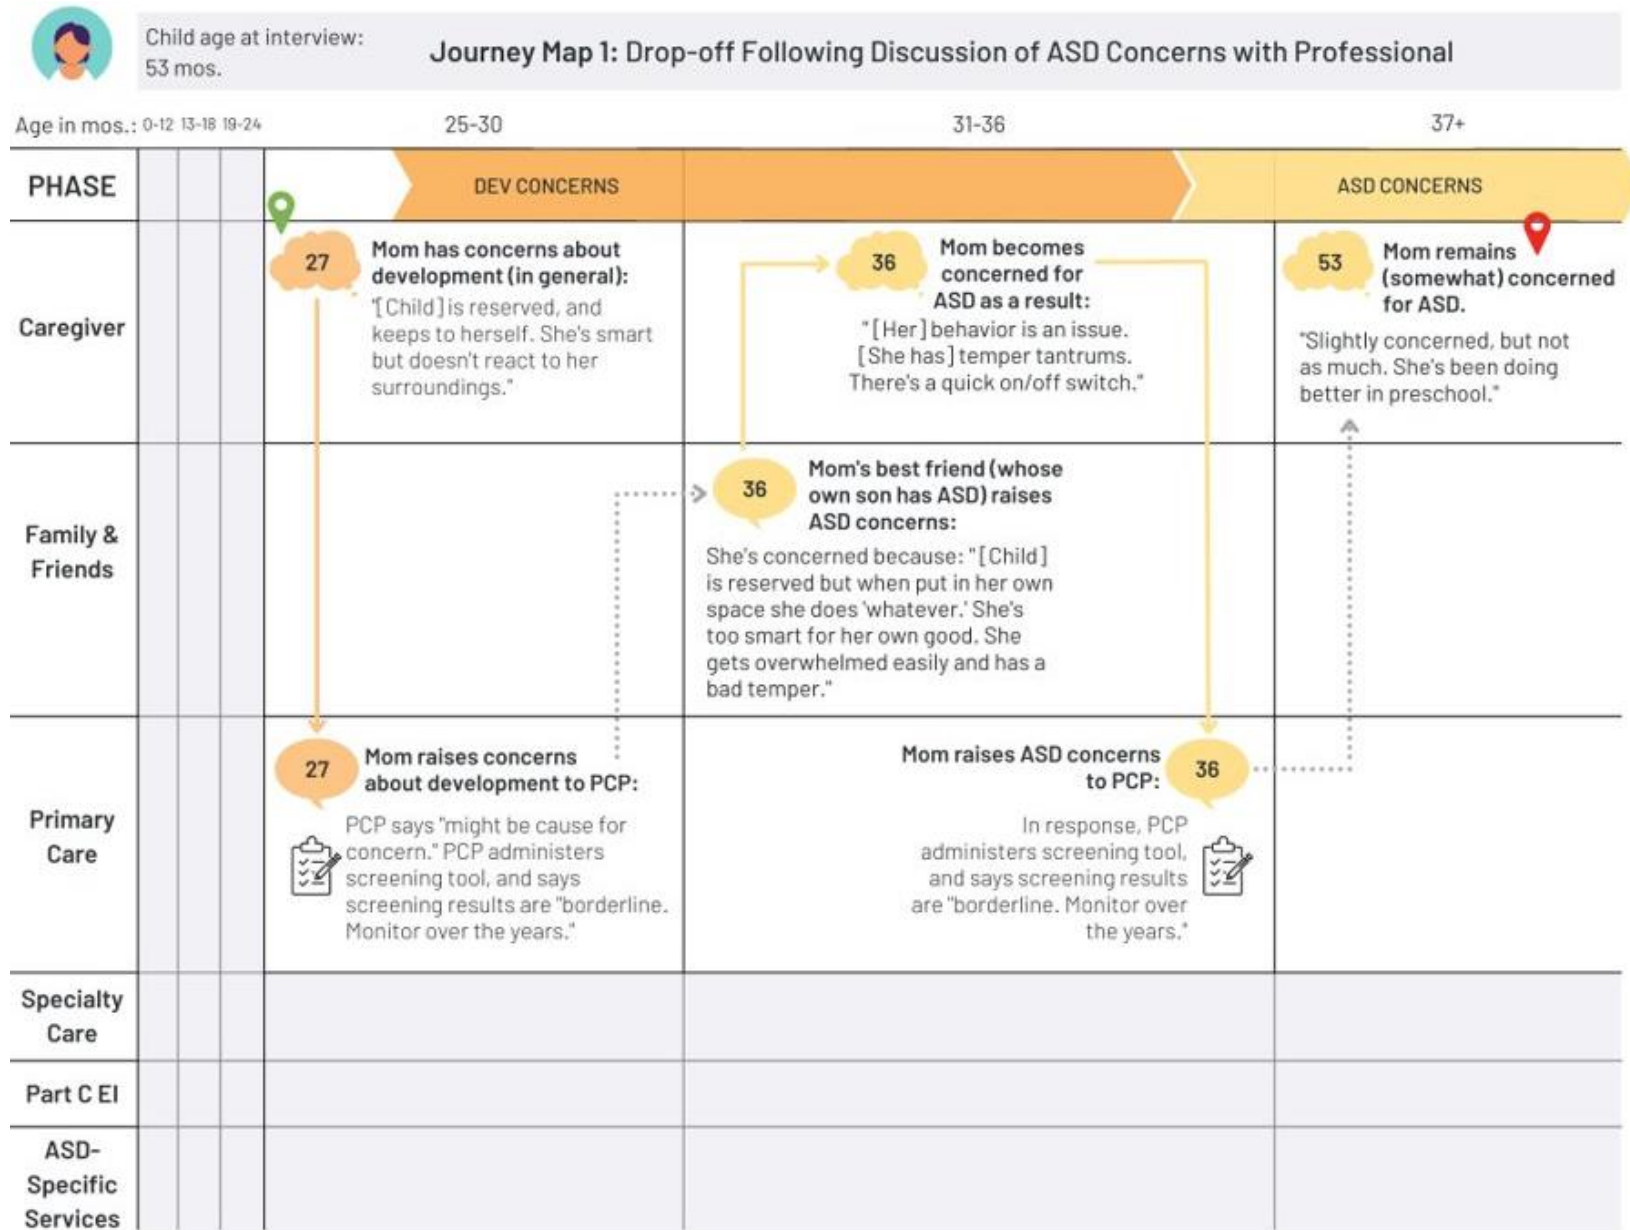 Child age at interview:
53 mos.
Journey Map 1: Drop-off Following Discussion of ASD Concerns with Professional
Age in mos.: 0-12 13-18 19-24 25-30 31-36 37+
PHASE
DEV CONCERNS
ASD CONCERNS
Caregiver
27
Mom has concerns about
development (in general):
"[Child] is reserved, and
keeps to herself. She's smart
but doesn't react to her
surroundings."
36
Mom becomes
concerned for
ASD as a result:
"[Her] behavior is an issue.
[She has] temper tantrums.
There's a quick on/off switch."
53
Mom remains
(somewhat) concerned
for ASD.
"Slightly concerned, but not
as much. She's been doing
better in preschool."
Family &
Friends
36
Mom's best friend (whose
own son has ASD) raises
ASD concerns:
She's concerned because: "[Child]
is reserved but when put in her own
space she does 'whatever.' She's
too smart for her own good. She
gets overwhelmed easily and has a
bad temper."
Primary
Care
27
Mom raises concerns
about development to PCP:
PCP says "might be cause for
concern." PCP administers
screening tool, and says
screening results are "borderline.
Monitor over the years."
Mom raises ASD concerns
to PCP:
36
In response, PCP
administers screening tool,
and says screening results
are "borderline. Monitor over
the years."
Specialty
Care
Part C EI
ASD-
Specific
Services